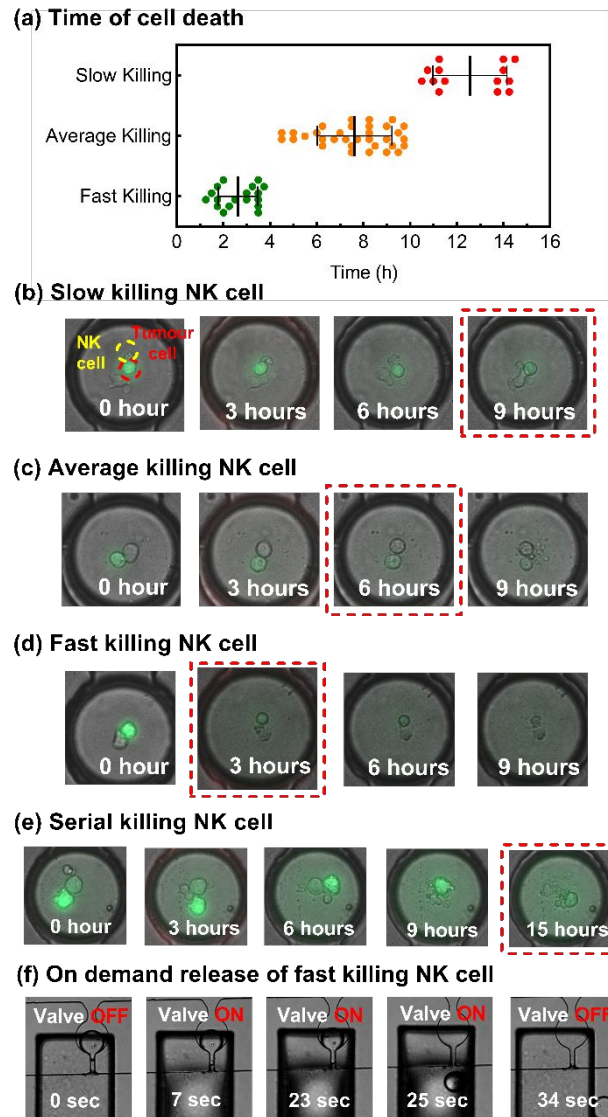 (a) Time of cell death
Slow Killing
Average Killing
Fast Killing
0 2 4 6 8 10 12 14 16
Time (h)
(b) Slow killing NK cell
NK cell
Tumour cell
0 hour
3 hours
6 hours
9 hours
(c) Average killing NK cell
0 hour
3 hours
6 hours
9 hours
(d) Fast killing NK cell
0 hour
3 hours
6 hours
9 hours
(e) Serial killing NK cell
0 hour
3 hours
6 hours
9 hours
15 hours
(f) On demand release of fast killing NK cell
Valve OFF
Valve ON
Valve ON
Valve ON
Valve OFF
0 sec
7 sec
23 sec
25 sec
34 sec